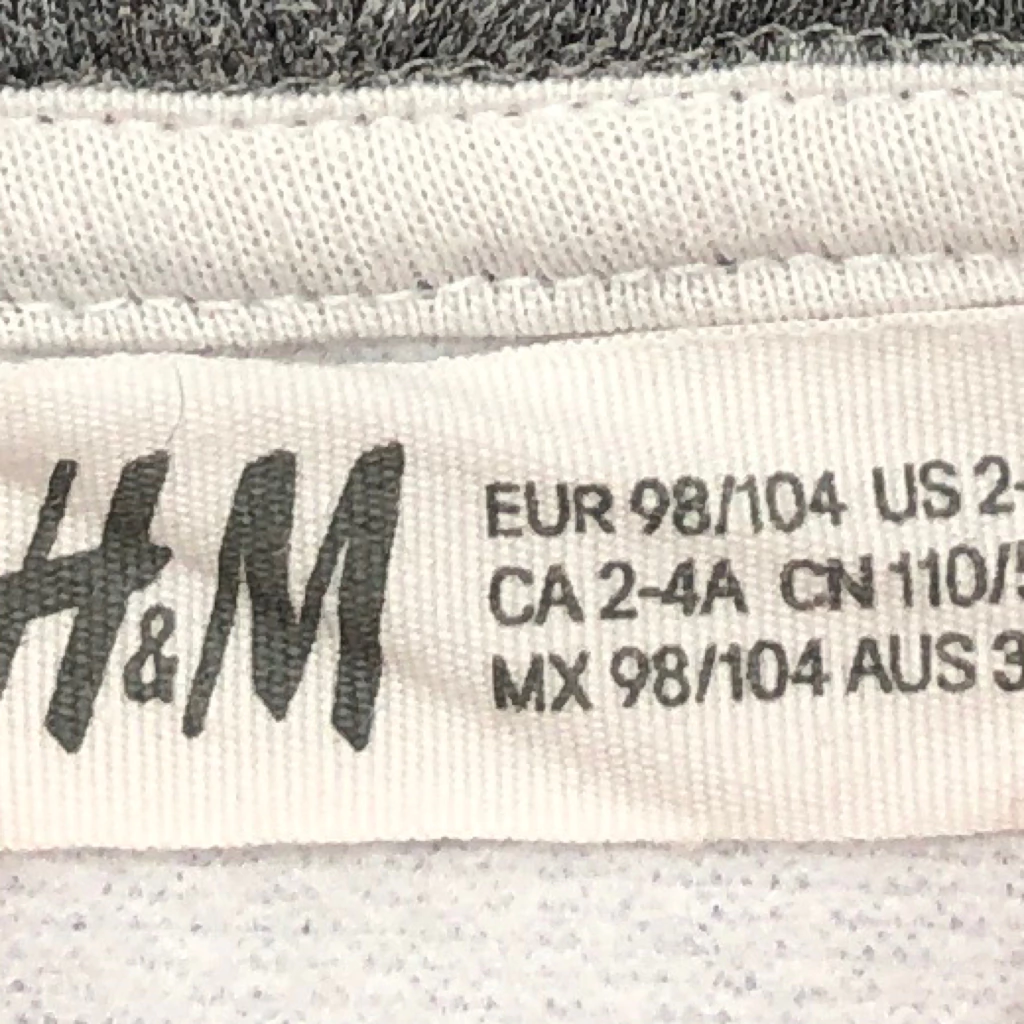 H&M
EUR 98/104 US 2-
CA 2-4A CN 110/5
MX 98/104 AUS 3